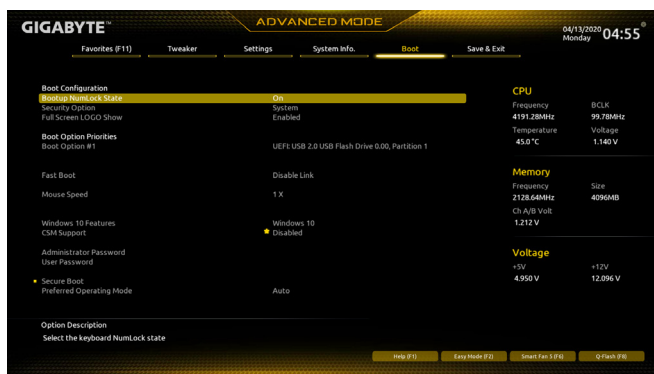 GIGABYTE™
ADVANCED MODE
04/13/2020 Monday 04:55
Favorites (F11) Tweaker Settings System Info. Boot Save & Exit
Boot Configuration
Bootup NumLock State On
Security Option System
Full Screen LOGO Show Enabled
Boot Option Priorities
Boot Option #1 UEFI: USB 2.0 USB Flash Drive 0.00, Partition 1
Fast Boot Disable Link
Mouse Speed 1 X
Windows 10 Features Windows 10
CSM Support Disabled
Administrator Password
User Password
Secure Boot
Preferred Operating Mode Auto
CPU
Frequency BCLK
4191.28MHz 99.78MHz
Temperature Voltage
45.0 °C 1.140 V
Memory
Frequency Size
2128.64MHz 4096MB
Ch A/B Volt
1.212 V
Voltage
+5V +12V
4.950 V 12.096 V
Option Description
Select the keyboard NumLock state
Help (F1) Easy Mode (F2) Smart Fan 5 (F6) Q-Flash (F8)